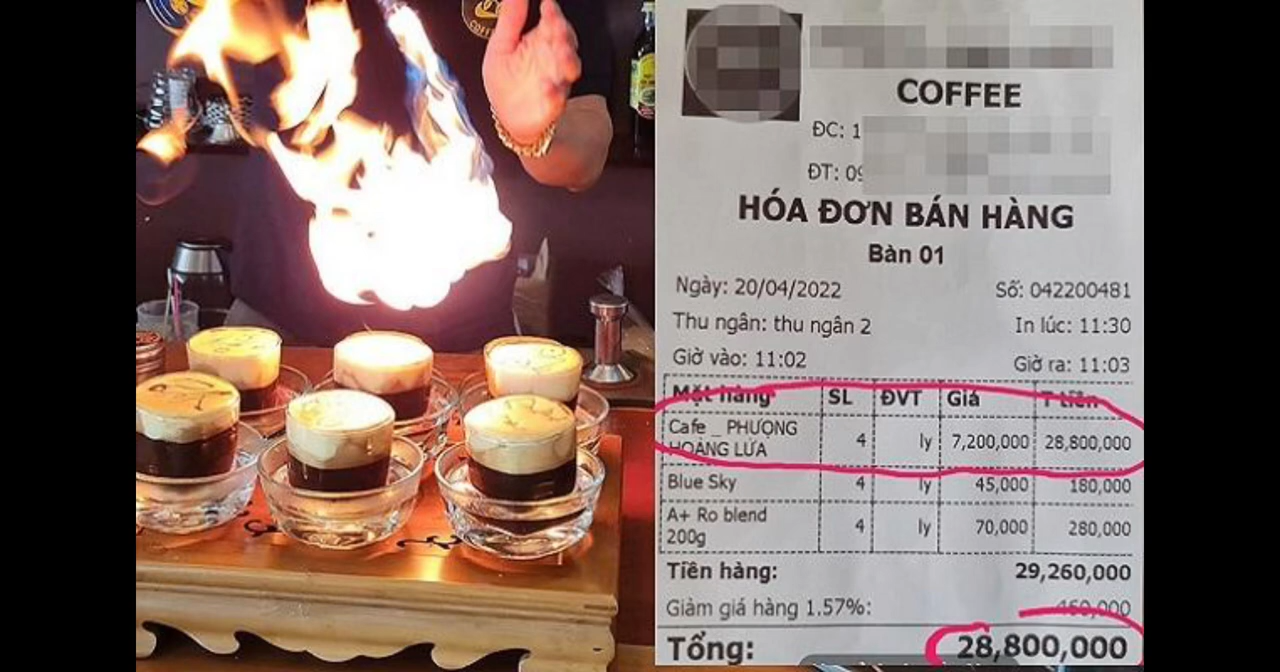 COFFEE
COFFEE
ĐC: 1
ĐT: 09
HÓA ĐƠN BÁN HÀNG
Bàn 01
Ngày: 20/04/2022 Số: 042200481
Thu ngân: thu ngân 2 In lúc: 11:30
Giờ vào: 11:02 Giờ ra: 11:03
Mặt hàng SL ĐVT Giá T tiền
Cafe _ PHƯỢNG
HOÀNG LỬA 4 ly 7,200,000 28,800,000
Blue Sky 4 ly 45,000 180,000
A+ Ro blend
200g 4 ly 70,000 280,000
Tiền hàng: 29,260,000
Giảm giá hàng 1.57%: 460,000
Tổng: 28,800,000